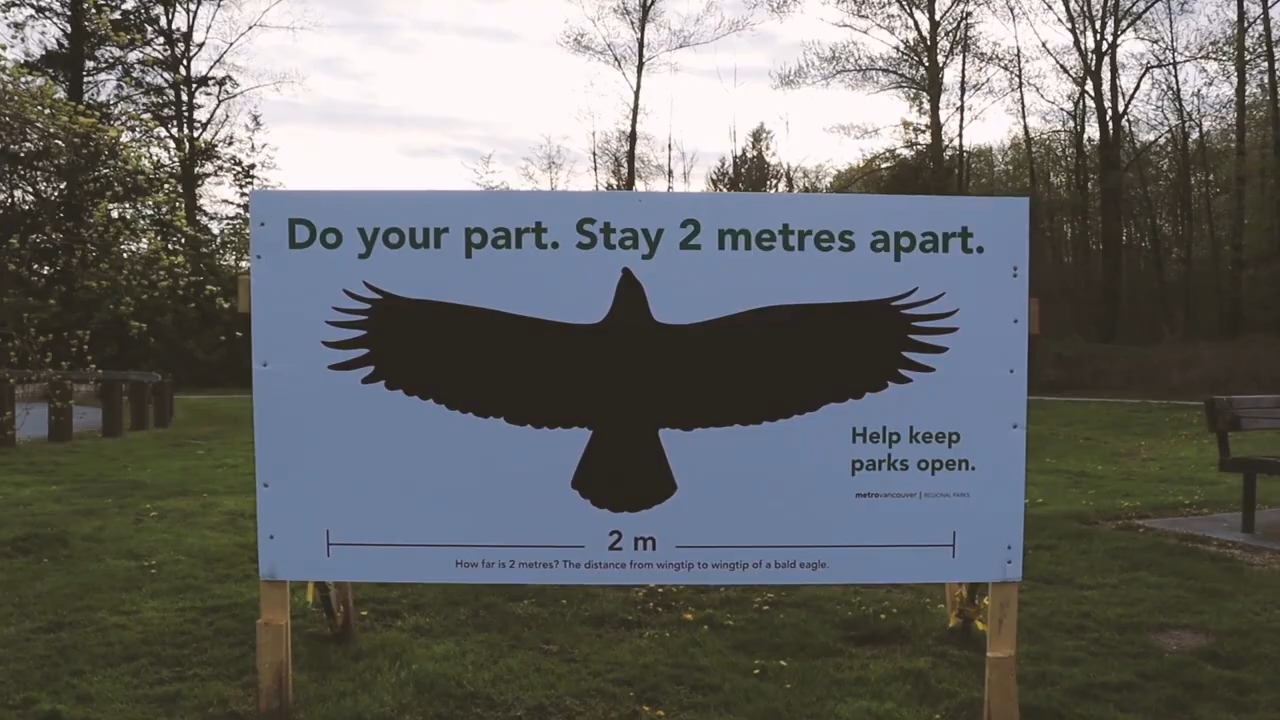 Do your part. Stay 2 metres apart.
Help keep
parks open.
metrovancouver | REGIONAL PARKS
2 m
How far is 2 metres? The distance from wingtip to wingtip of a bald eagle.